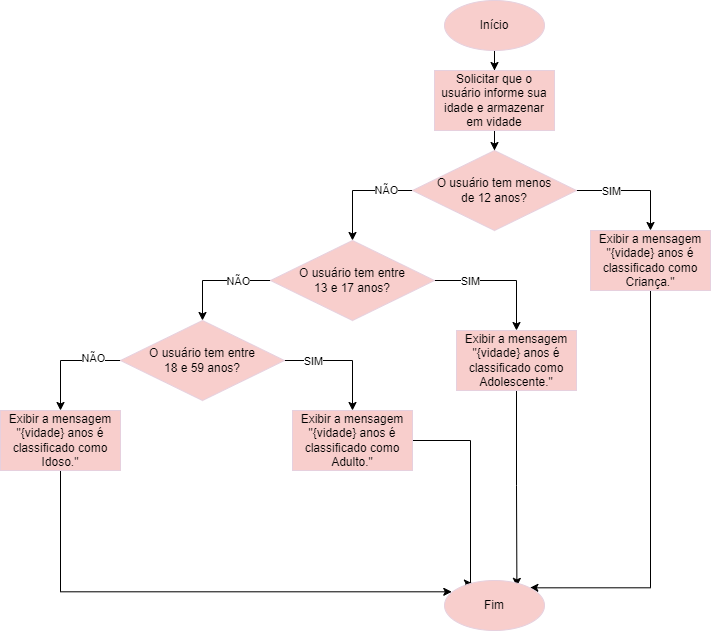 Início
Solicitar que o
usuário informe sua
idade e armazenar
em vidade
O usuário tem menos
de 12 anos?
NÃO
SIM
Exibir a mensagem
"{vidade} anos é
classificado como
Criança."
O usuário tem entre
13 e 17 anos?
NÃO
SIM
Exibir a mensagem
"{vidade} anos é
classificado como
Adolescente."
O usuário tem entre
18 e 59 anos?
NÃO
SIM
Exibir a mensagem
"{vidade} anos é
classificado como
Idoso."
Exibir a mensagem
"{vidade} anos é
classificado como
Adulto."
Fim